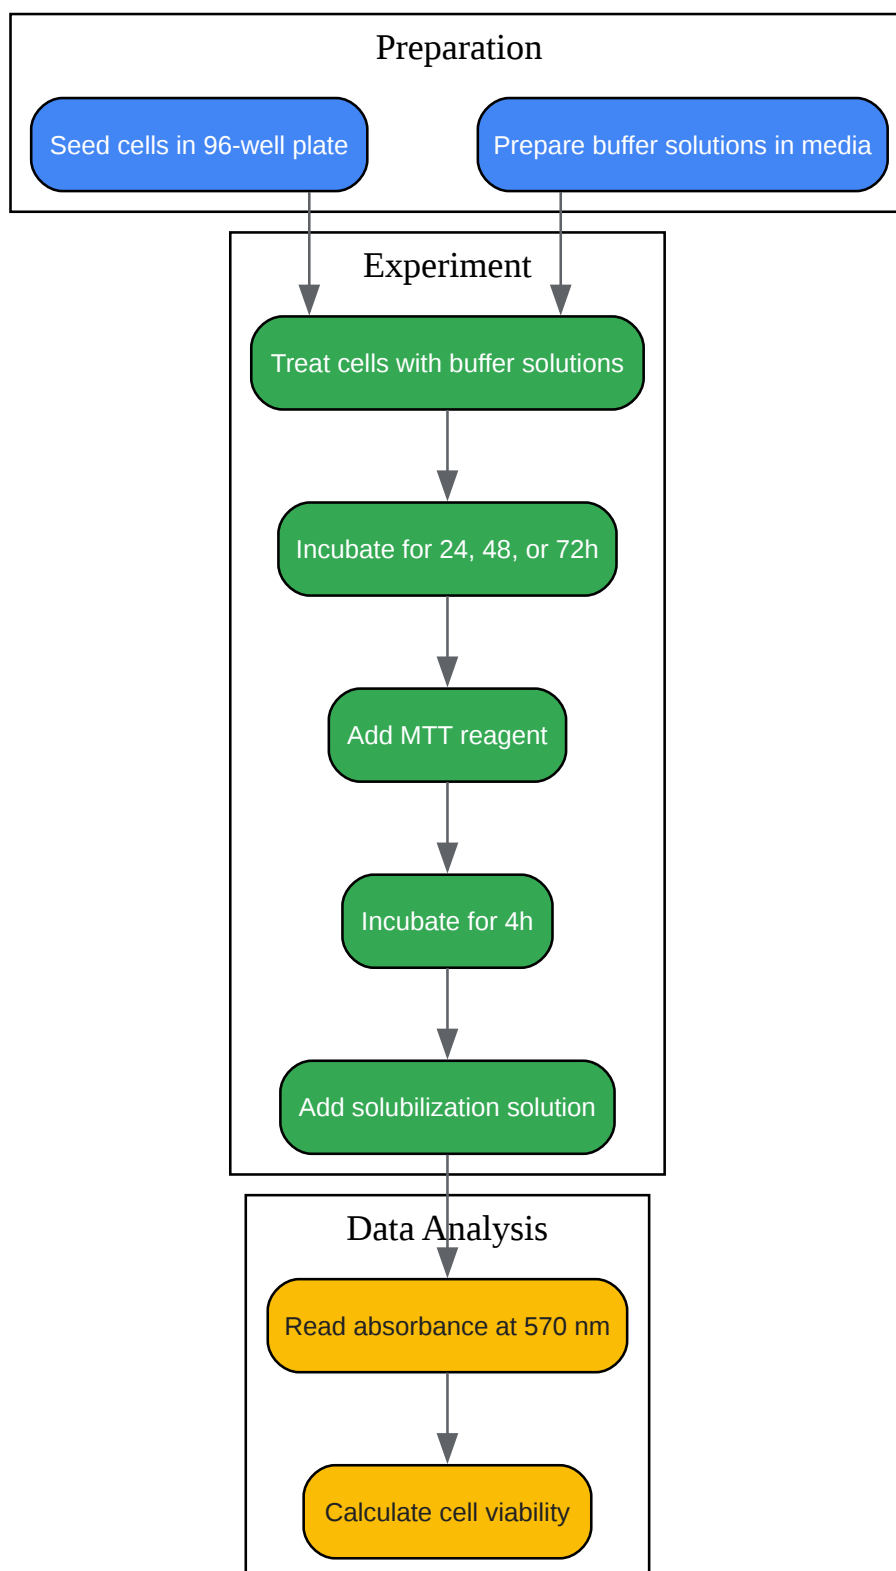 Preparation
Seed cells in 96-well plate
Prepare buffer solutions in media
Experiment
Treat cells with buffer solutions
Incubate for 24, 48, or 72h
Add MTT reagent
Incubate for 4h
Add solubilization solution
Data Analysis
Read absorbance at 570 nm
Calculate cell viability